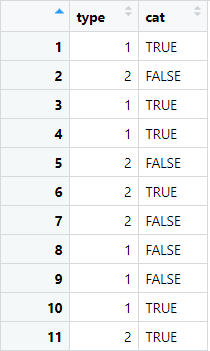 type cat
1 1 TRUE
2 2 FALSE
3 1 TRUE
4 1 TRUE
5 2 FALSE
6 2 TRUE
7 2 FALSE
8 1 FALSE
9 1 FALSE
10 1 TRUE
11 2 TRUE